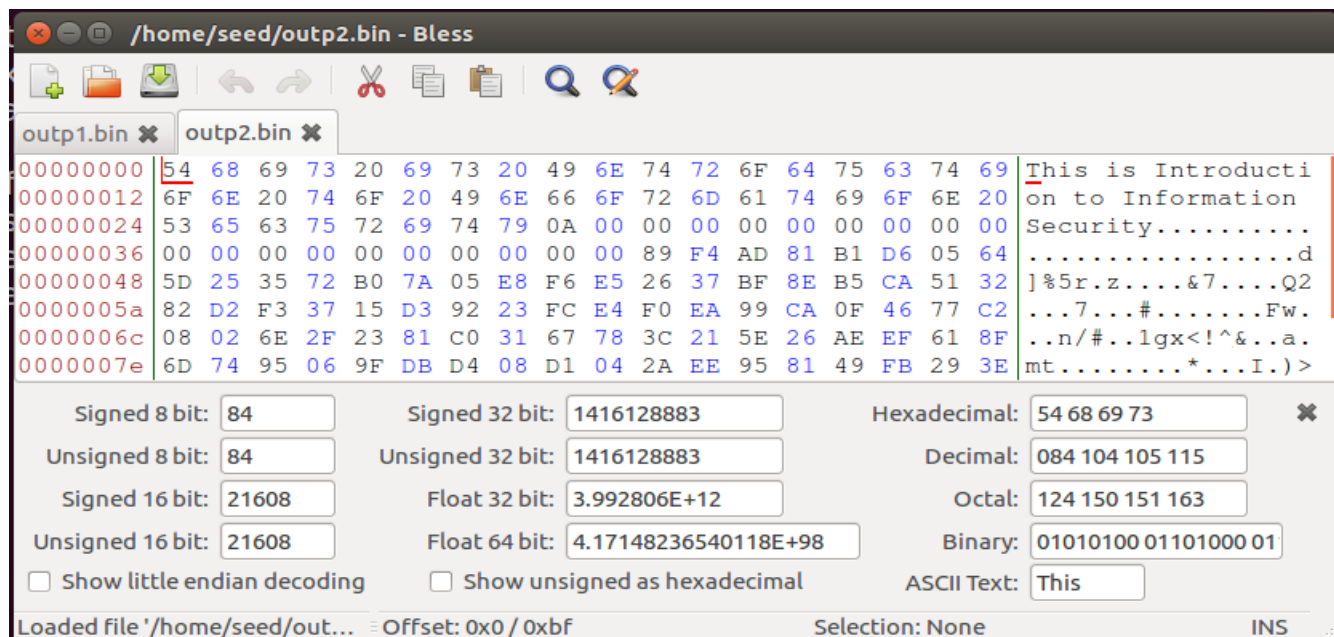 /home/seed/outp2.bin - Bless
outp1.bin outp2.bin
00000000 54 68 69 73 20 69 73 20 49 6E 74 72 6F 64 75 63 74 69 This is Introducti
00000012 6F 6E 20 74 6F 20 49 6E 66 6F 72 6D 61 74 69 6F 6E 20 on to Information
00000024 53 65 63 75 72 69 74 79 0A 00 00 00 00 00 00 00 00 00 Security..........
00000036 00 00 00 00 00 00 00 00 00 00 89 F4 AD 81 B1 D6 05 64 .................d
00000048 5D 25 35 72 B0 7A 05 E8 F6 E5 26 37 BF 8E B5 CA 51 32 ]%5r.z....&7....Q2
0000005a 82 D2 F3 37 15 D3 92 23 FC E4 F0 EA 99 CA 0F 46 77 C2 ...7...#.......Fw.
0000006c 08 02 6E 2F 23 81 C0 31 67 78 3C 21 5E 26 AE EF 61 8F ..n/#..1gx<!^&..a.
0000007e 6D 74 95 06 9F DB D4 08 D1 04 2A EE 95 81 49 FB 29 3E mt........*...I.)>
Signed 8 bit: 84 Signed 32 bit: 1416128883 Hexadecimal: 54 68 69 73
Unsigned 8 bit: 84 Unsigned 32 bit: 1416128883 Decimal: 084 104 105 115
Signed 16 bit: 21608 Float 32 bit: 3.992806E+12 Octal: 124 150 151 163
Unsigned 16 bit: 21608 Float 64 bit: 4.17148236540118E+98 Binary: 01010100 01101000 01
Show little endian decoding Show unsigned as hexadecimal ASCII Text: This
Loaded file '/home/seed/out... Offset: 0x0 / 0xbf Selection: None INS